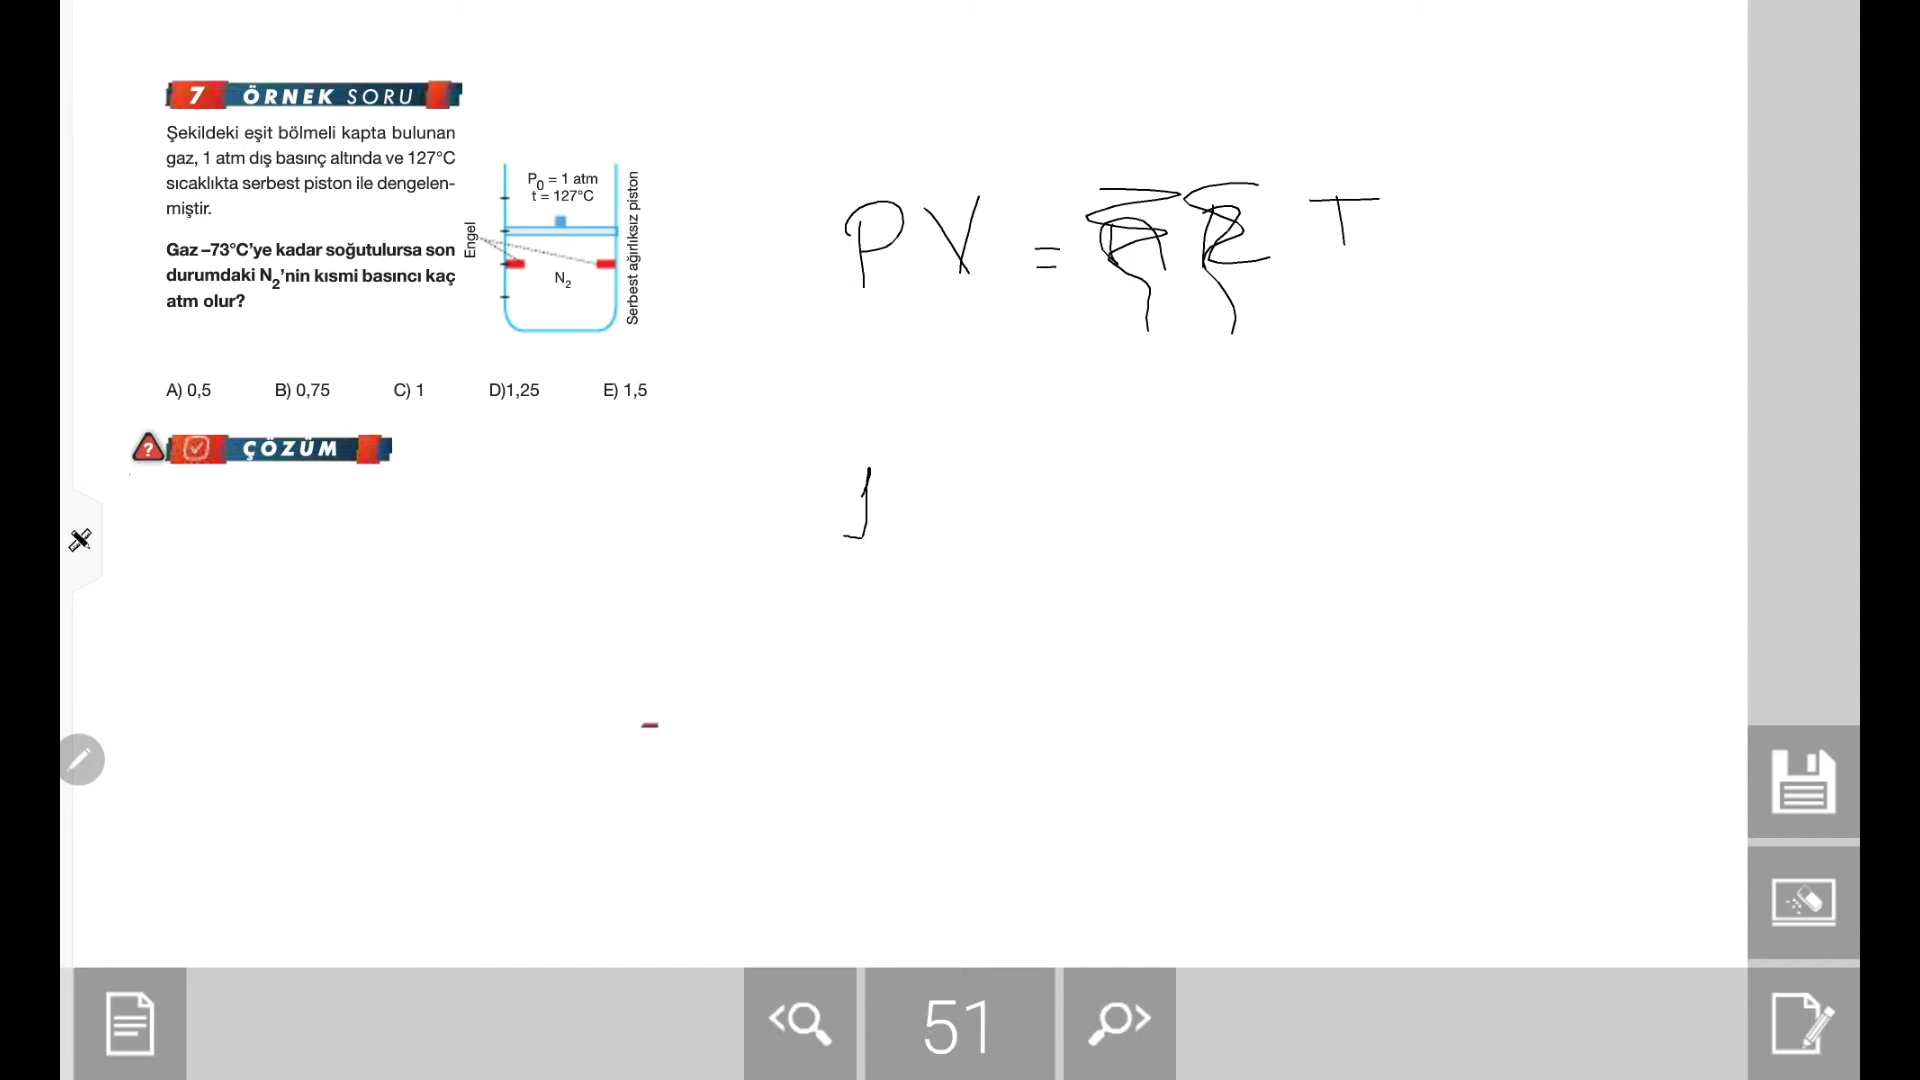 7 ÖRNEK SORU
Şekildeki eşit bölmeli kapta bulunan
gaz, 1 atm dış basınç altında ve 127°C
sıcaklıkta serbest piston ile dengelen-
miştir.
Gaz –73°C'ye kadar soğutulursa son
durumdaki N₂'nin kısmi basıncı kaç
atm olur?
P₀ = 1 atm
t = 127°C
Engel
N₂
Serbest ağırlıksız piston
A) 0,5 B) 0,75 C) 1 D)1,25 E) 1,5
? ÇÖZÜM
PV = n R T
1
51